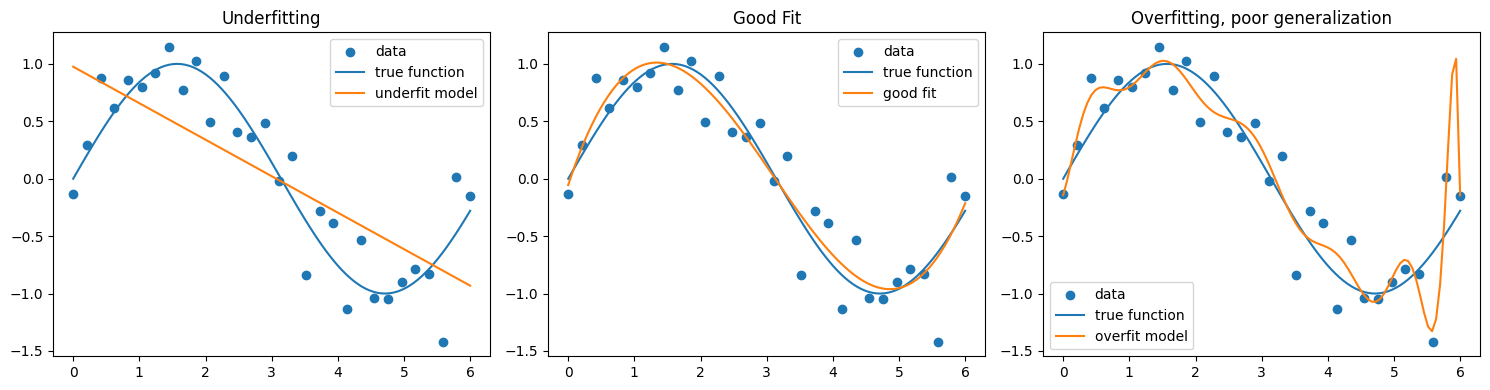 Underfitting
data
true function
underfit model
1.0
0.5
0.0
−0.5
−1.0
−1.5
0 1 2 3 4 5 6
Good Fit
data
true function
good fit
1.0
0.5
0.0
−0.5
−1.0
−1.5
0 1 2 3 4 5 6
Overfitting, poor generalization
1.0
0.5
0.0
−0.5
−1.0
−1.5
data
true function
overfit model
0 1 2 3 4 5 6